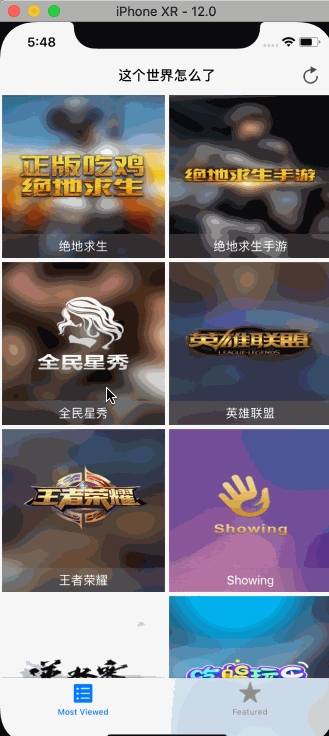 iPhone XR - 12.0
5:48
这个世界怎么了
正版吃鸡
绝地求生
绝地求生
绝地求生手游
绝地求生手游
全民星秀
全民星秀
英雄联盟
LEAGUE·LEGENDS
英雄联盟
王者荣耀
王者荣耀
Showing
Showing
Most Viewed
Featured